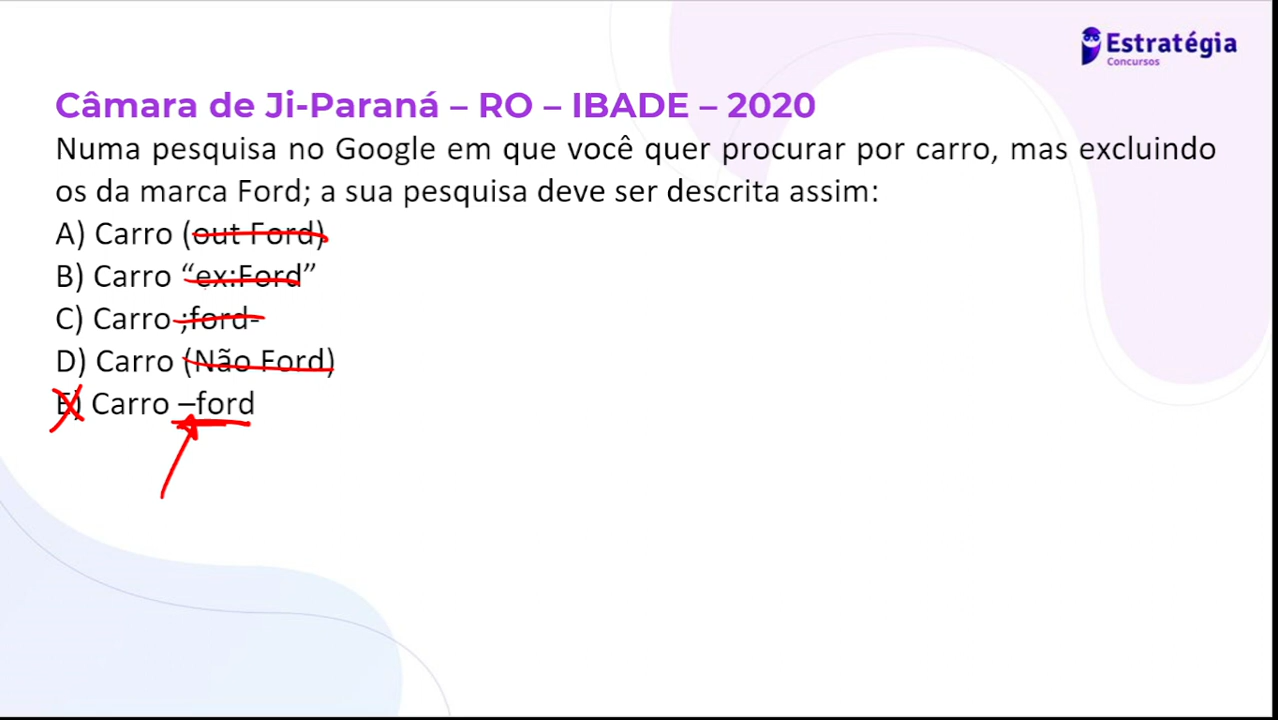 Estratégia
Concursos
Câmara de Ji-Paraná – RO – IBADE – 2020
Numa pesquisa no Google em que você quer procurar por carro, mas excluindo
os da marca Ford; a sua pesquisa deve ser descrita assim:
A) Carro (out Ford)
B) Carro “ex:Ford”
C) Carro ;ford-
D) Carro (Não Ford)
E) Carro –ford